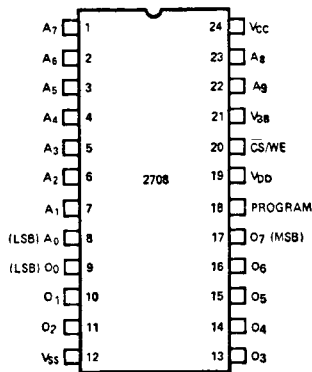 A7 1 24 VCC
A6 2 23 A8
A5 3 22 A9
A4 4 21 VBB
A3 5 20 C̅S̅/WE
A2 6 2708 19 VDD
A1 7 18 PROGRAM
(LSB) A0 8 17 O7 (MSB)
(LSB) O0 9 16 O6
O1 10 15 O5
O2 11 14 O4
VSS 12 13 O3